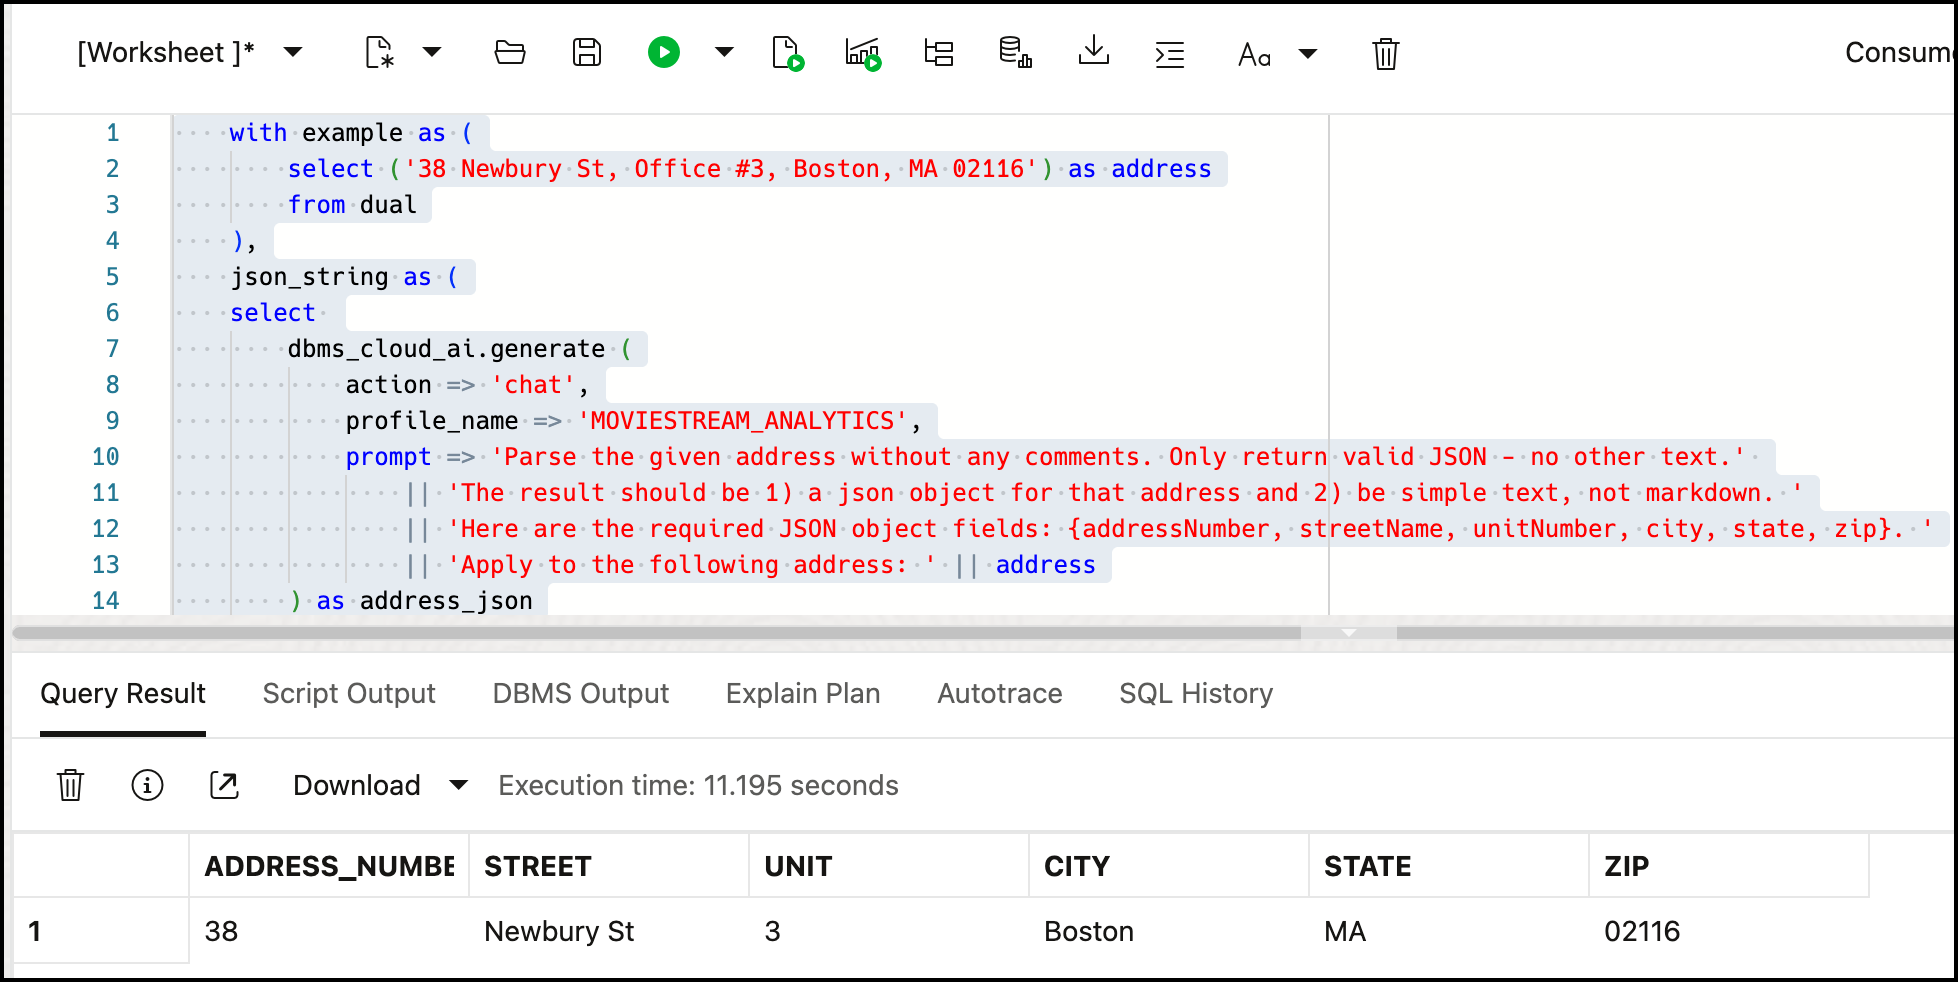 [Worksheet ]*
Aa
Consum
1 with example as (
2 select ('38 Newbury St, Office #3, Boston, MA 02116') as address
3 from dual
4 ),
5 json_string as (
6 select
7 dbms_cloud_ai.generate (
8 action => 'chat',
9 profile_name => 'MOVIESTREAM_ANALYTICS',
10 prompt => 'Parse the given address without any comments. Only return valid JSON - no other text.'
11 || 'The result should be 1) a json object for that address and 2) be simple text, not markdown. '
12 || 'Here are the required JSON object fields: {addressNumber, streetName, unitNumber, city, state, zip}. '
13 || 'Apply to the following address: ' || address
14 ) as address_json
Query Result Script Output DBMS Output Explain Plan Autotrace SQL History
Download Execution time: 11.195 seconds
ADDRESS_NUMBE STREET UNIT CITY STATE ZIP
1 38 Newbury St 3 Boston MA 02116